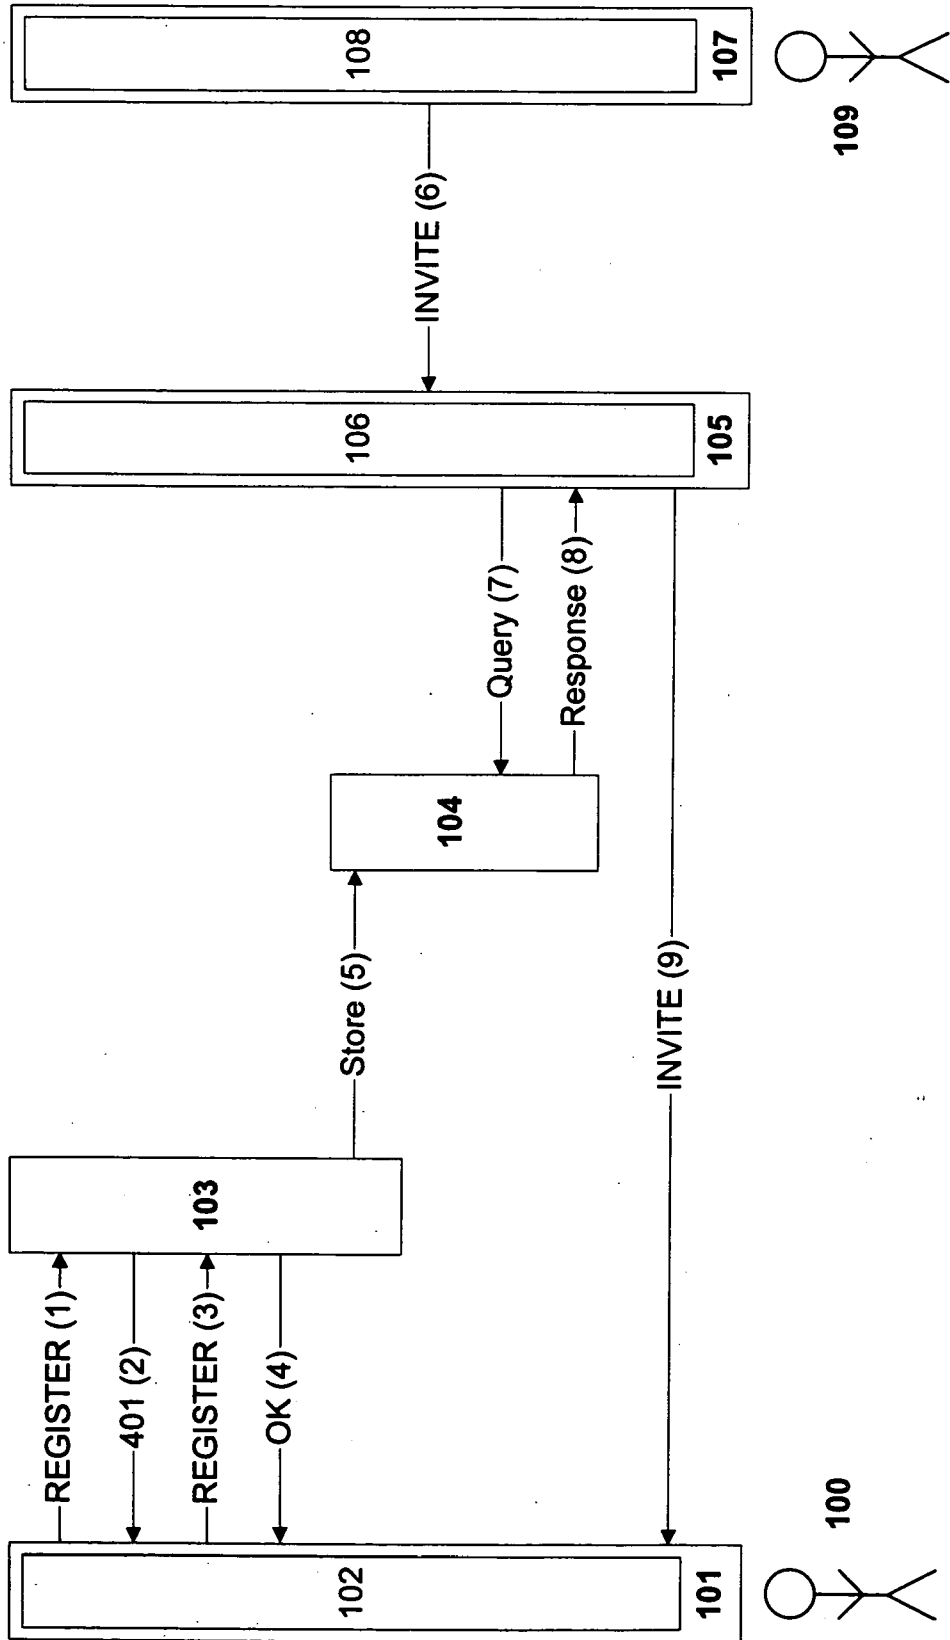 REGISTER (1)
401 (2)
REGISTER (3)
OK (4)
Store (5)
INVITE (6)
Query (7)
Response (8)
INVITE (9)
102
103
104
106
108
101
105
107
100
109